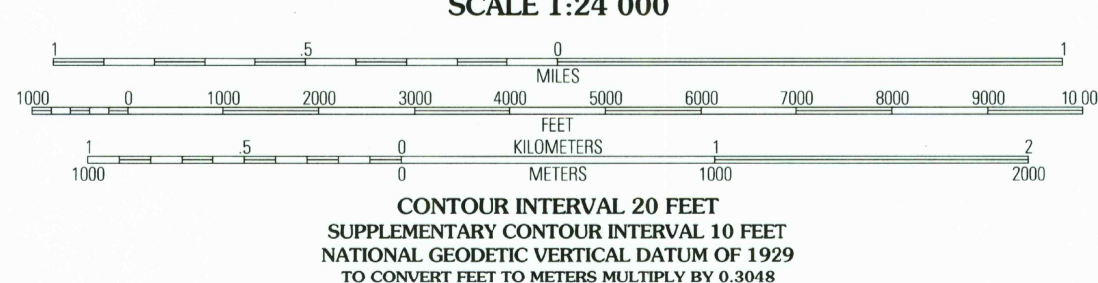 SCALE 1:24 000
1 .5 0 1
MILES
1000 0 1000 2000 3000 4000 5000 6000 7000 8000 9000 10 00
FEET
1 .5 0 KILOMETERS 1 2
1000 0 METERS 1000 2000
CONTOUR INTERVAL 20 FEET
SUPPLEMENTARY CONTOUR INTERVAL 10 FEET
NATIONAL GEODETIC VERTICAL DATUM OF 1929
TO CONVERT FEET TO METERS MULTIPLY BY 0.3048